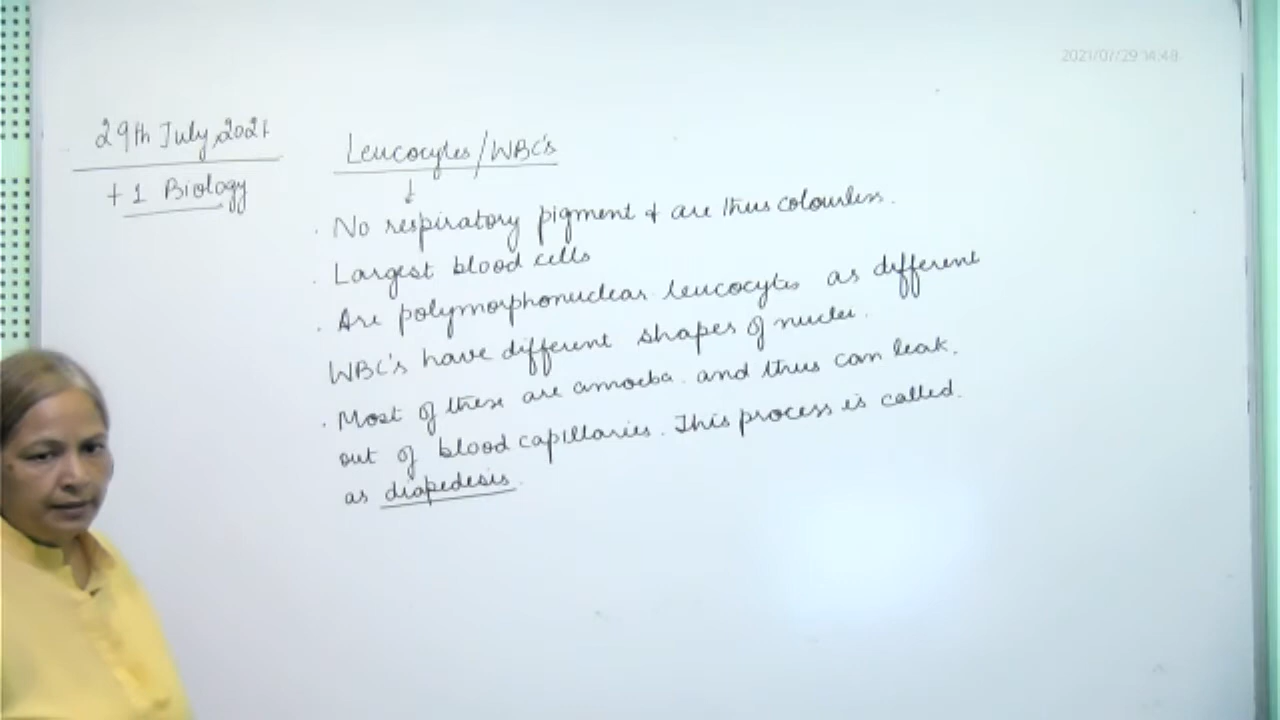 2021/07/29 14:48
29th July, 2021
+1 Biology
Leucocytes/WBC's
↓
. No respiratory pigment & are thus colourless.
. Largest blood cells
. Are polymorphonuclear leucocytes as different
WBC's have different shapes of nuclei.
. Most of these are amoeba. and thus can leak.
out of blood capillaries. This process is called.
as diapedesis.